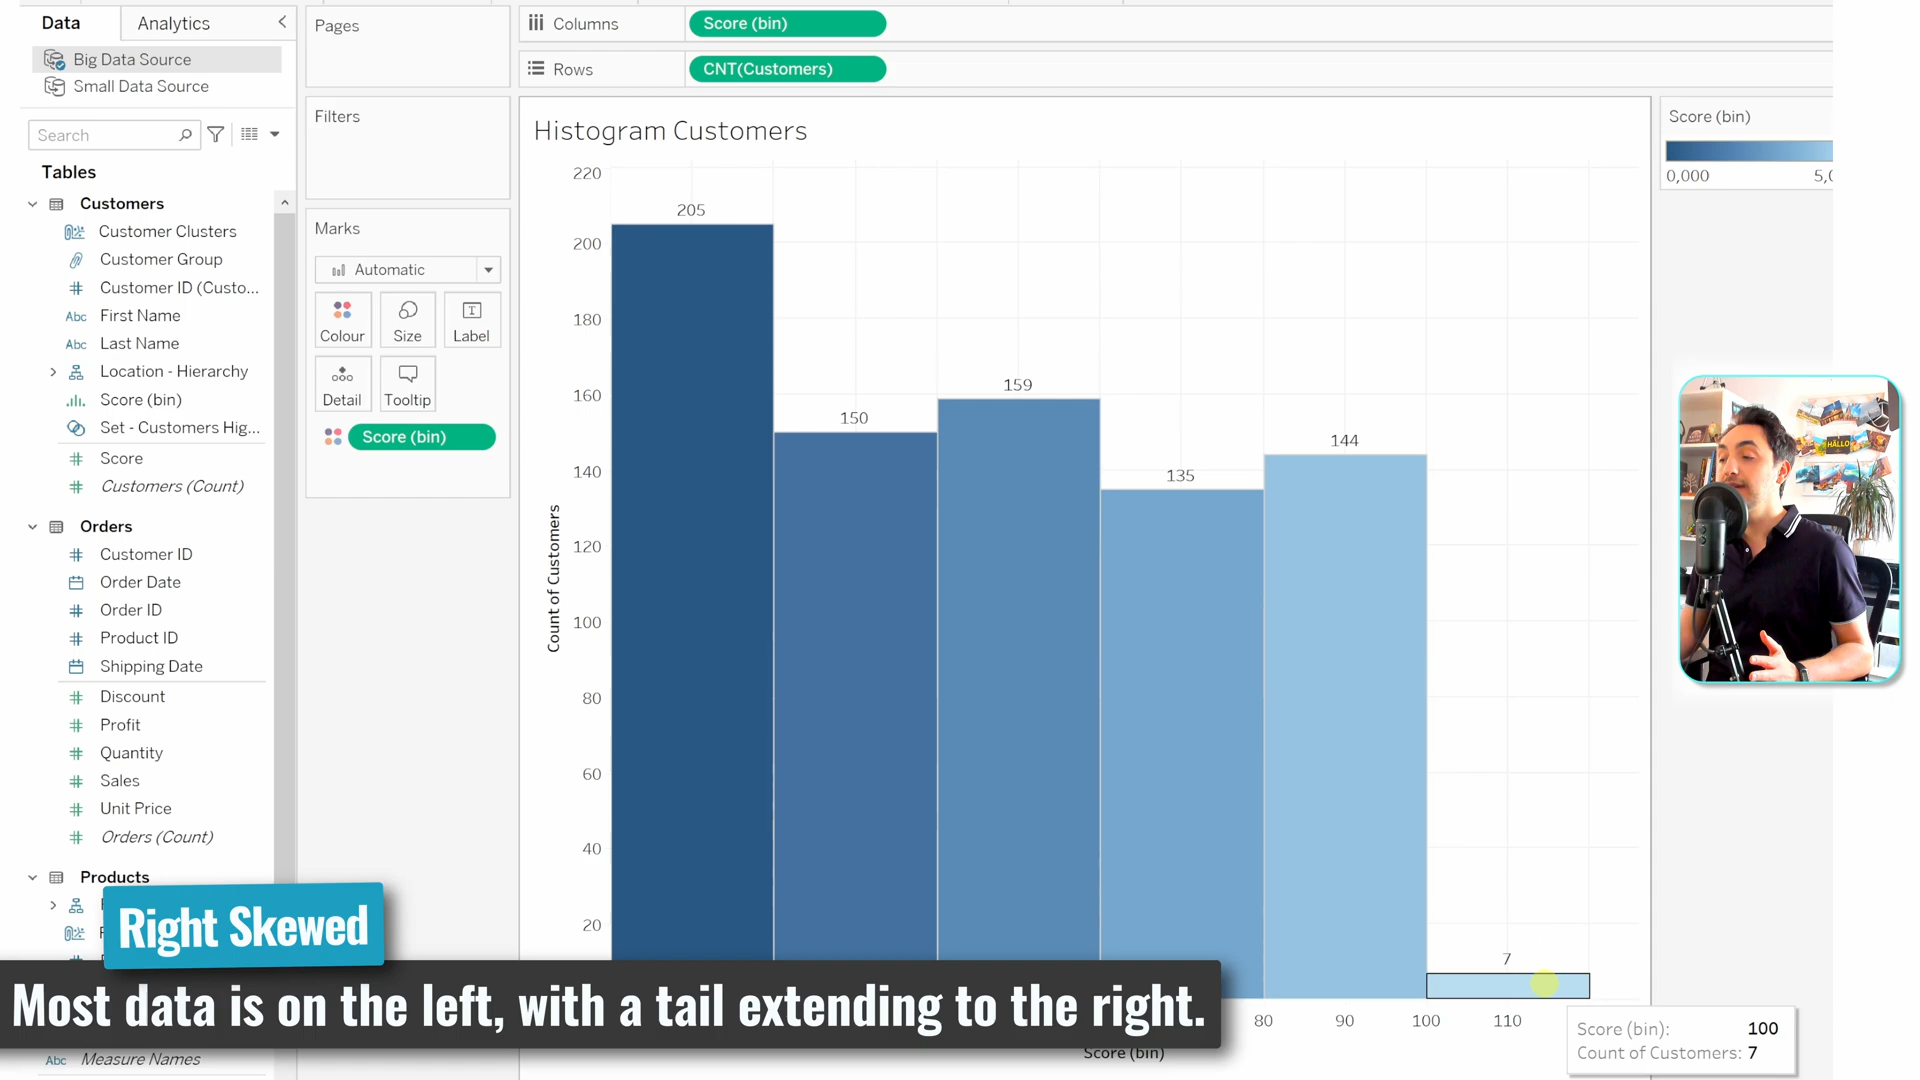 Data
Analytics
Big Data Source
Small Data Source
Search
Tables
Customers
Customer Clusters
Customer Group
Customer ID (Custo...
Abc First Name
Abc Last Name
Location - Hierarchy
Score (bin)
Set - Customers Hig...
Score
Customers (Count)
Orders
Customer ID
Order Date
Order ID
Product ID
Shipping Date
Discount
Profit
Quantity
Sales
Unit Price
Orders (Count)
Products
Abc Measure Names
Pages
Filters
Marks
Automatic
Colour
Size
Label
Detail
Tooltip
Score (bin)
Columns
Score (bin)
Rows
CNT(Customers)
Histogram Customers
220
200
180
160
140
120
100
80
60
40
20
Count of Customers
205
150
159
135
144
7
80
90
100
110
Score (bin)
Score (bin)
0,000
5,0
HALLO
Score (bin): 100
Count of Customers: 7
Right Skewed
Most data is on the left, with a tail extending to the right.